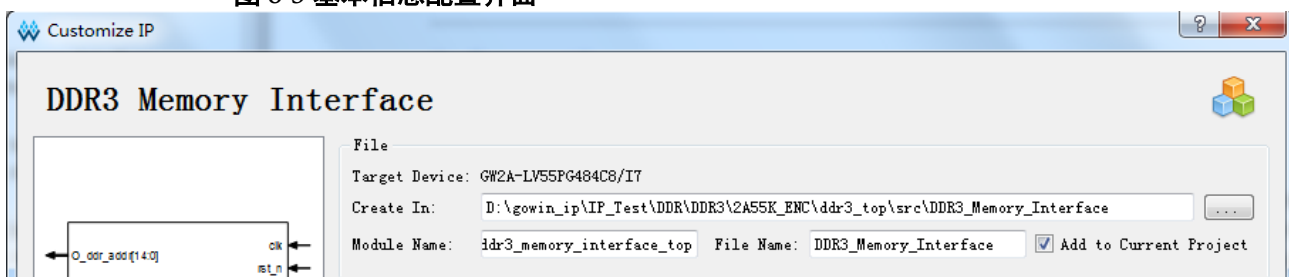 Customize IP
DDR3 Memory Interface
File
Target Device: GW2A-LV55PG484C8/I7
Create In: D:\gowin_ip\IP_Test\DDR\DDR3\2A55K_ENC\ddr3_top\src\DDR3_Memory_Interface ...
Module Name: ddr3_memory_interface_top File Name: DDR3_Memory_Interface Add to Current Project
O_ddr_addr[14:0]
clk
rst_n